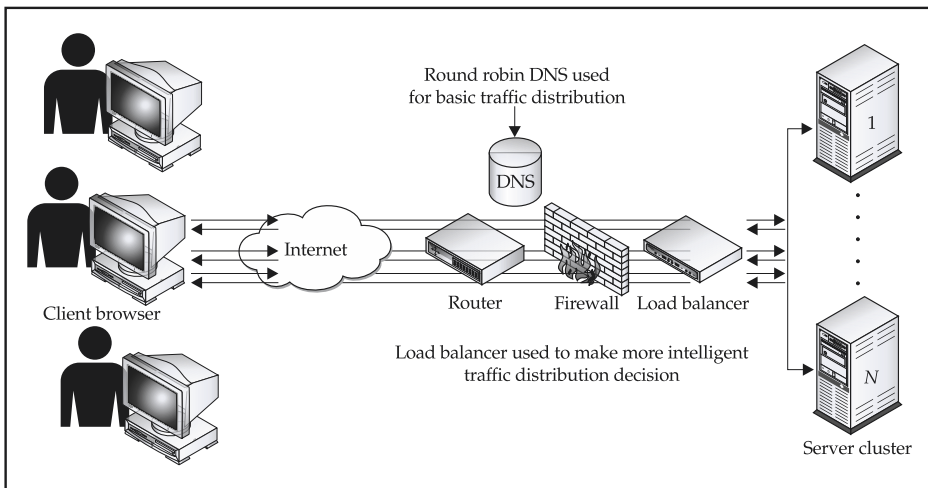 Round robin DNS used
for basic traffic distribution
DNS
1
Internet
Router
Firewall
Load balancer
Client browser
Load balancer used to make more intelligent
traffic distribution decision
N
Server cluster